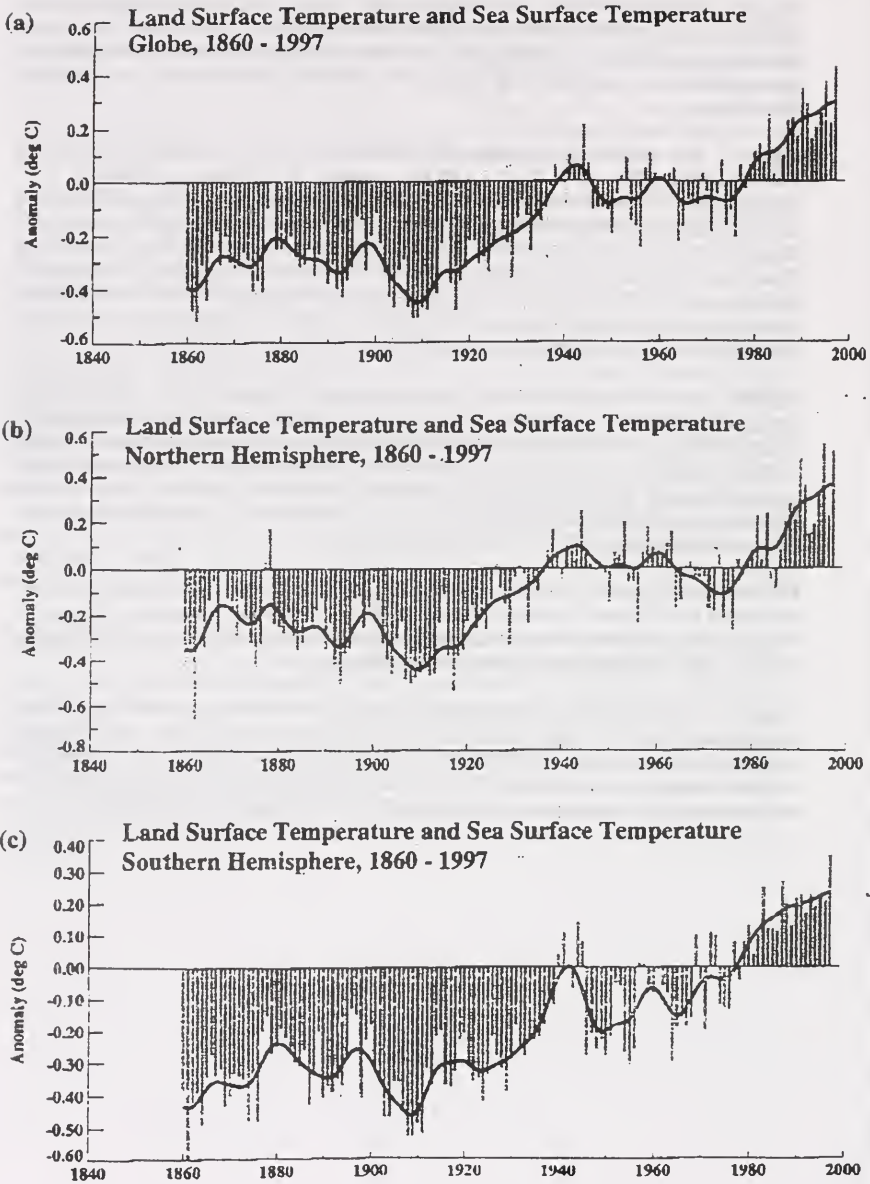 (a)
Land Surface Temperature and Sea Surface Temperature
Globe, 1860 - 1997
Anomaly (deg C)
0.6
0.4
0.2
0.0
-0.2
-0.4
-0.6
1840 1860 1880 1900 1920 1940 1960 1980 2000
(b)
Land Surface Temperature and Sea Surface Temperature
Northern Hemisphere, 1860 - 1997
Anomaly (deg C)
0.6
0.4
0.2
0.0
-0.2
-0.4
-0.6
-0.8
1840 1860 1880 1900 1920 1940 1960 1980 2000
(c)
Land Surface Temperature and Sea Surface Temperature
Southern Hemisphere, 1860 - 1997
Anomaly (deg C)
0.40
0.30
0.20
0.10
0.00
-0.10
-0.20
-0.30
-0.40
-0.50
-0.60
1840 1860 1880 1900 1920 1940 1960 1980 2000